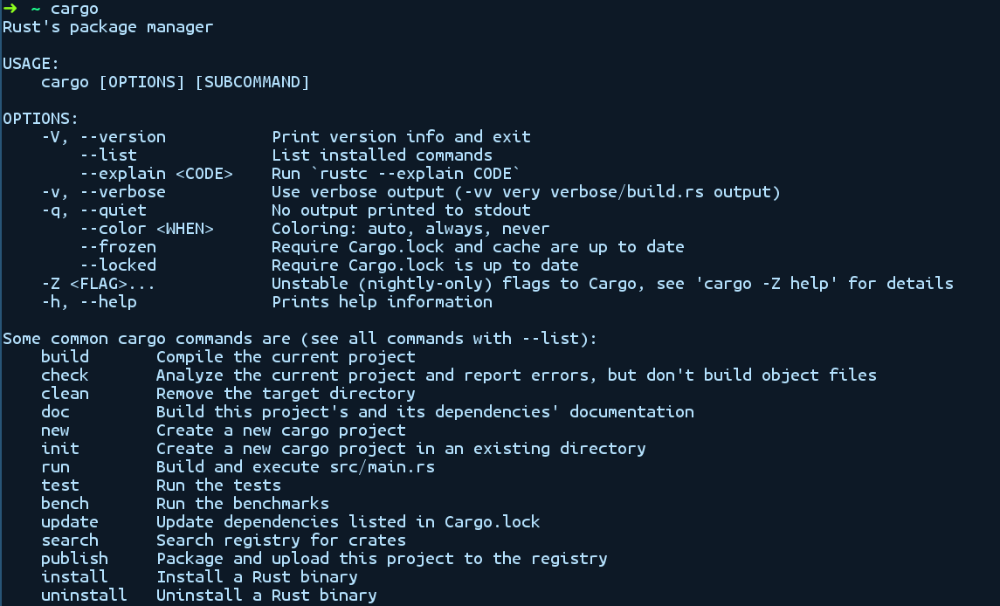 ➜  ~ cargo
Rust's package manager

USAGE:
    cargo [OPTIONS] [SUBCOMMAND]

OPTIONS:
    -V, --version           Print version info and exit
        --list              List installed commands
        --explain <CODE>    Run `rustc --explain CODE`
    -v, --verbose           Use verbose output (-vv very verbose/build.rs output)
    -q, --quiet             No output printed to stdout
        --color <WHEN>      Coloring: auto, always, never
        --frozen            Require Cargo.lock and cache are up to date
        --locked            Require Cargo.lock is up to date
    -Z <FLAG>...            Unstable (nightly-only) flags to Cargo, see 'cargo -Z help' for details
    -h, --help              Prints help information

Some common cargo commands are (see all commands with --list):
    build       Compile the current project
    check       Analyze the current project and report errors, but don't build object files
    clean       Remove the target directory
    doc         Build this project's and its dependencies' documentation
    new         Create a new cargo project
    init        Create a new cargo project in an existing directory
    run         Build and execute src/main.rs
    test        Run the tests
    bench       Run the benchmarks
    update      Update dependencies listed in Cargo.lock
    search      Search registry for crates
    publish     Package and upload this project to the registry
    install     Install a Rust binary
    uninstall   Uninstall a Rust binary